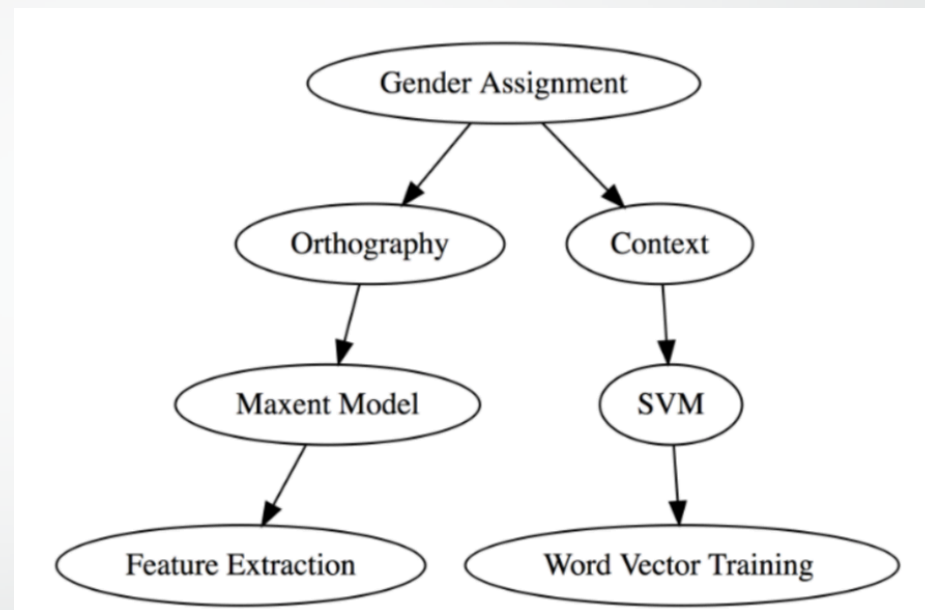 Gender Assignment
Orthography
Context
Maxent Model
SVM
Feature Extraction
Word Vector Training